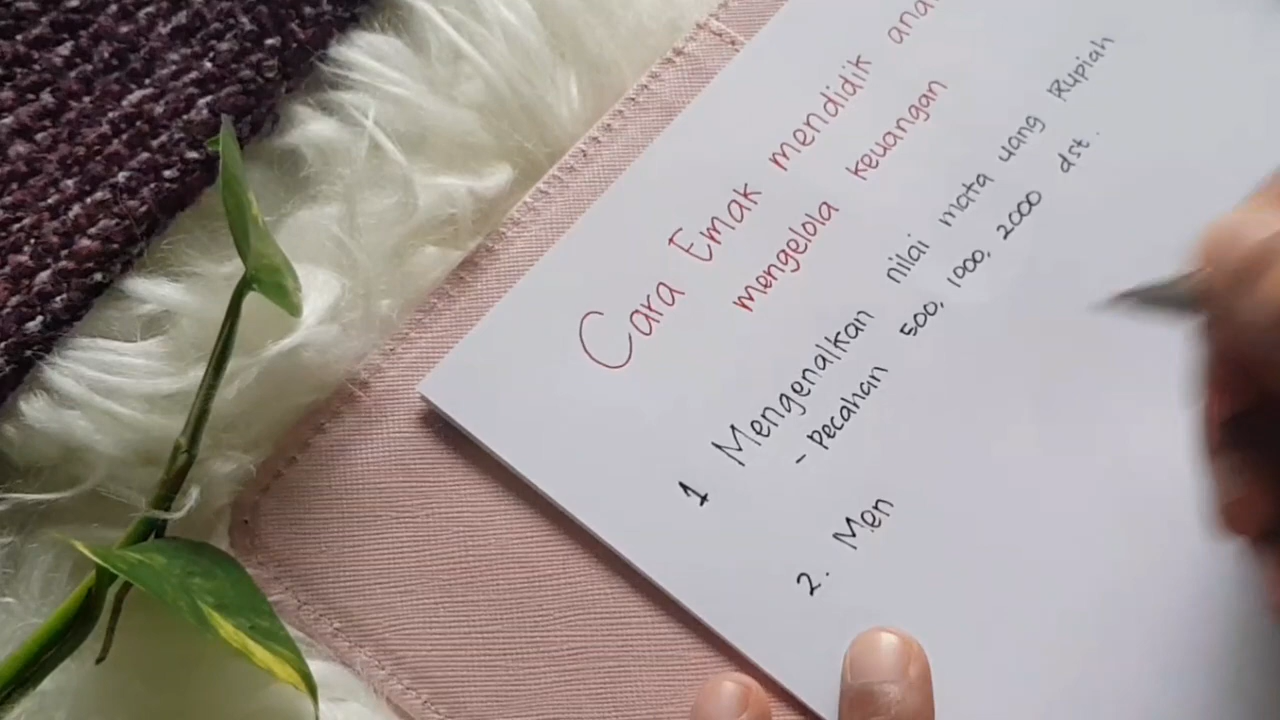 Cara Emak mendidik
mengelola keuangan
1 Mengenalkan nilai mata uang Rupiah
- Pecahan 500, 1000, 2000 dst.
2. Men